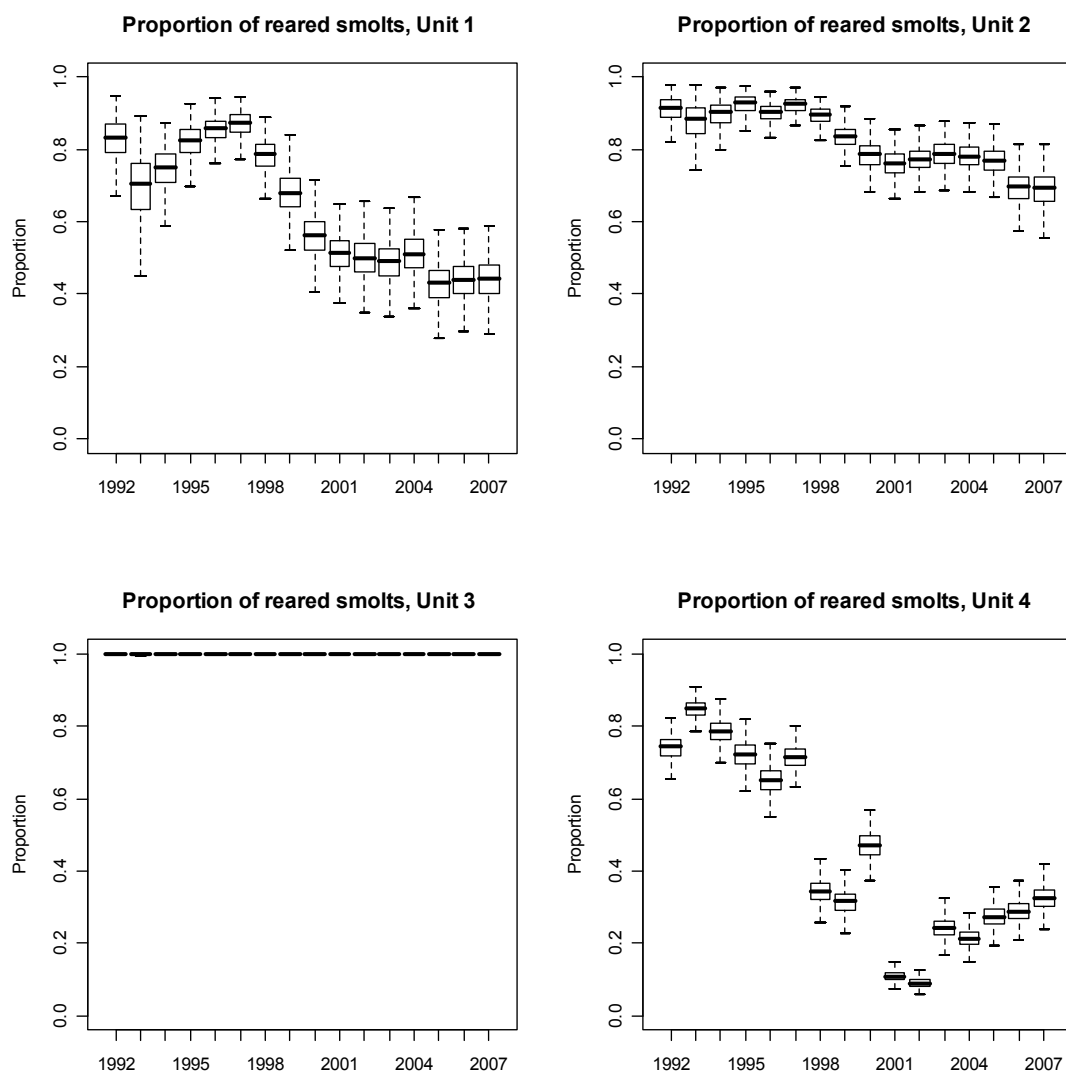 Proportion of reared smolts, Unit 1
Proportion
1.0
0.8
0.6
0.4
0.2
0.0
1992 1995 1998 2001 2004 2007
Proportion of reared smolts, Unit 2
Proportion
1.0
0.8
0.6
0.4
0.2
0.0
1992 1995 1998 2001 2004 2007
Proportion of reared smolts, Unit 3
Proportion
1.0
0.8
0.6
0.4
0.2
0.0
1992 1995 1998 2001 2004 2007
Proportion of reared smolts, Unit 4
Proportion
1.0
0.8
0.6
0.4
0.2
0.0
1992 1995 1998 2001 2004 2007